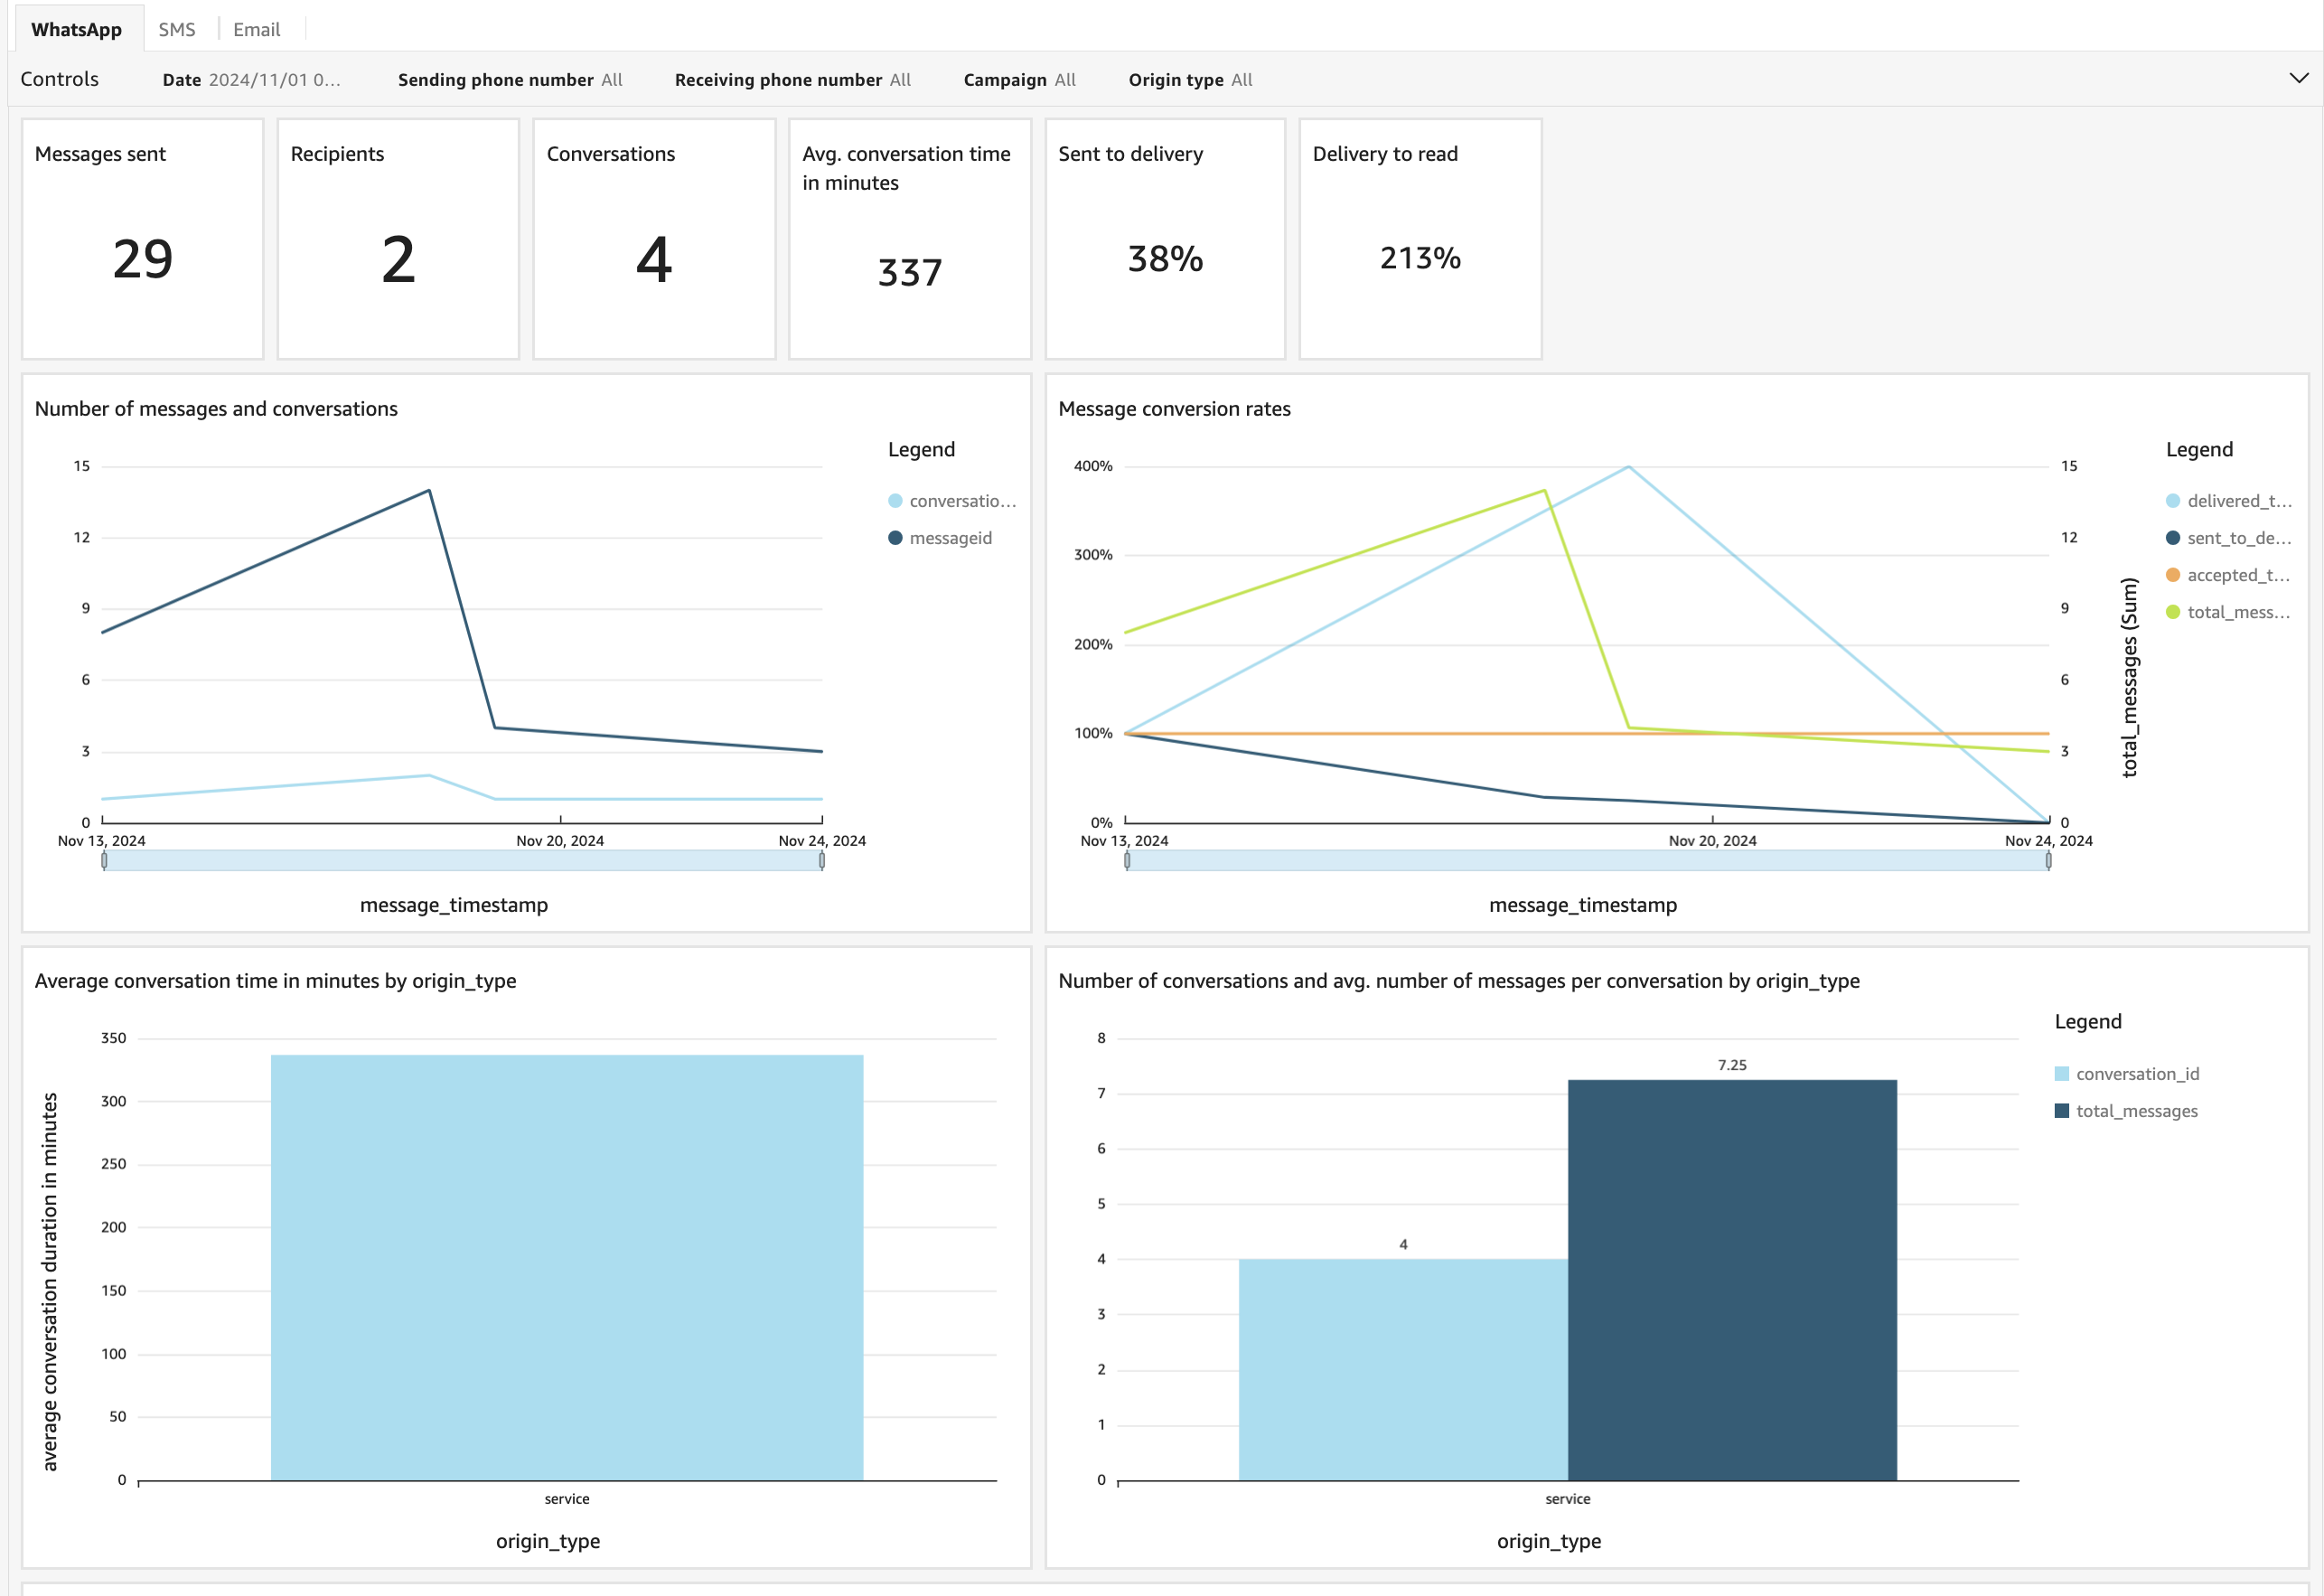 WhatsApp SMS Email
Controls Date 2024/11/01 0... Sending phone number All Receiving phone number All Campaign All Origin type All
Messages sent
29
Recipients
2
Conversations
4
Avg. conversation time
in minutes
337
Sent to delivery
38%
Delivery to read
213%
Number of messages and conversations
Legend
conversatio...
messageid
15
12
9
6
3
0
Nov 13, 2024 Nov 20, 2024 Nov 24, 2024
message_timestamp
Message conversion rates
Legend
delivered_t...
sent_to_de...
accepted_t...
total_mess...
400%
300%
200%
100%
0%
15
12
9
6
3
0
total_messages (Sum)
Nov 13, 2024 Nov 20, 2024 Nov 24, 2024
message_timestamp
Average conversation time in minutes by origin_type
average conversation duration in minutes
350
300
250
200
150
100
50
0
service
origin_type
Number of conversations and avg. number of messages per conversation by origin_type
Legend
conversation_id
total_messages
8
7
6
5
4
3
2
1
0
4
7.25
service
origin_type